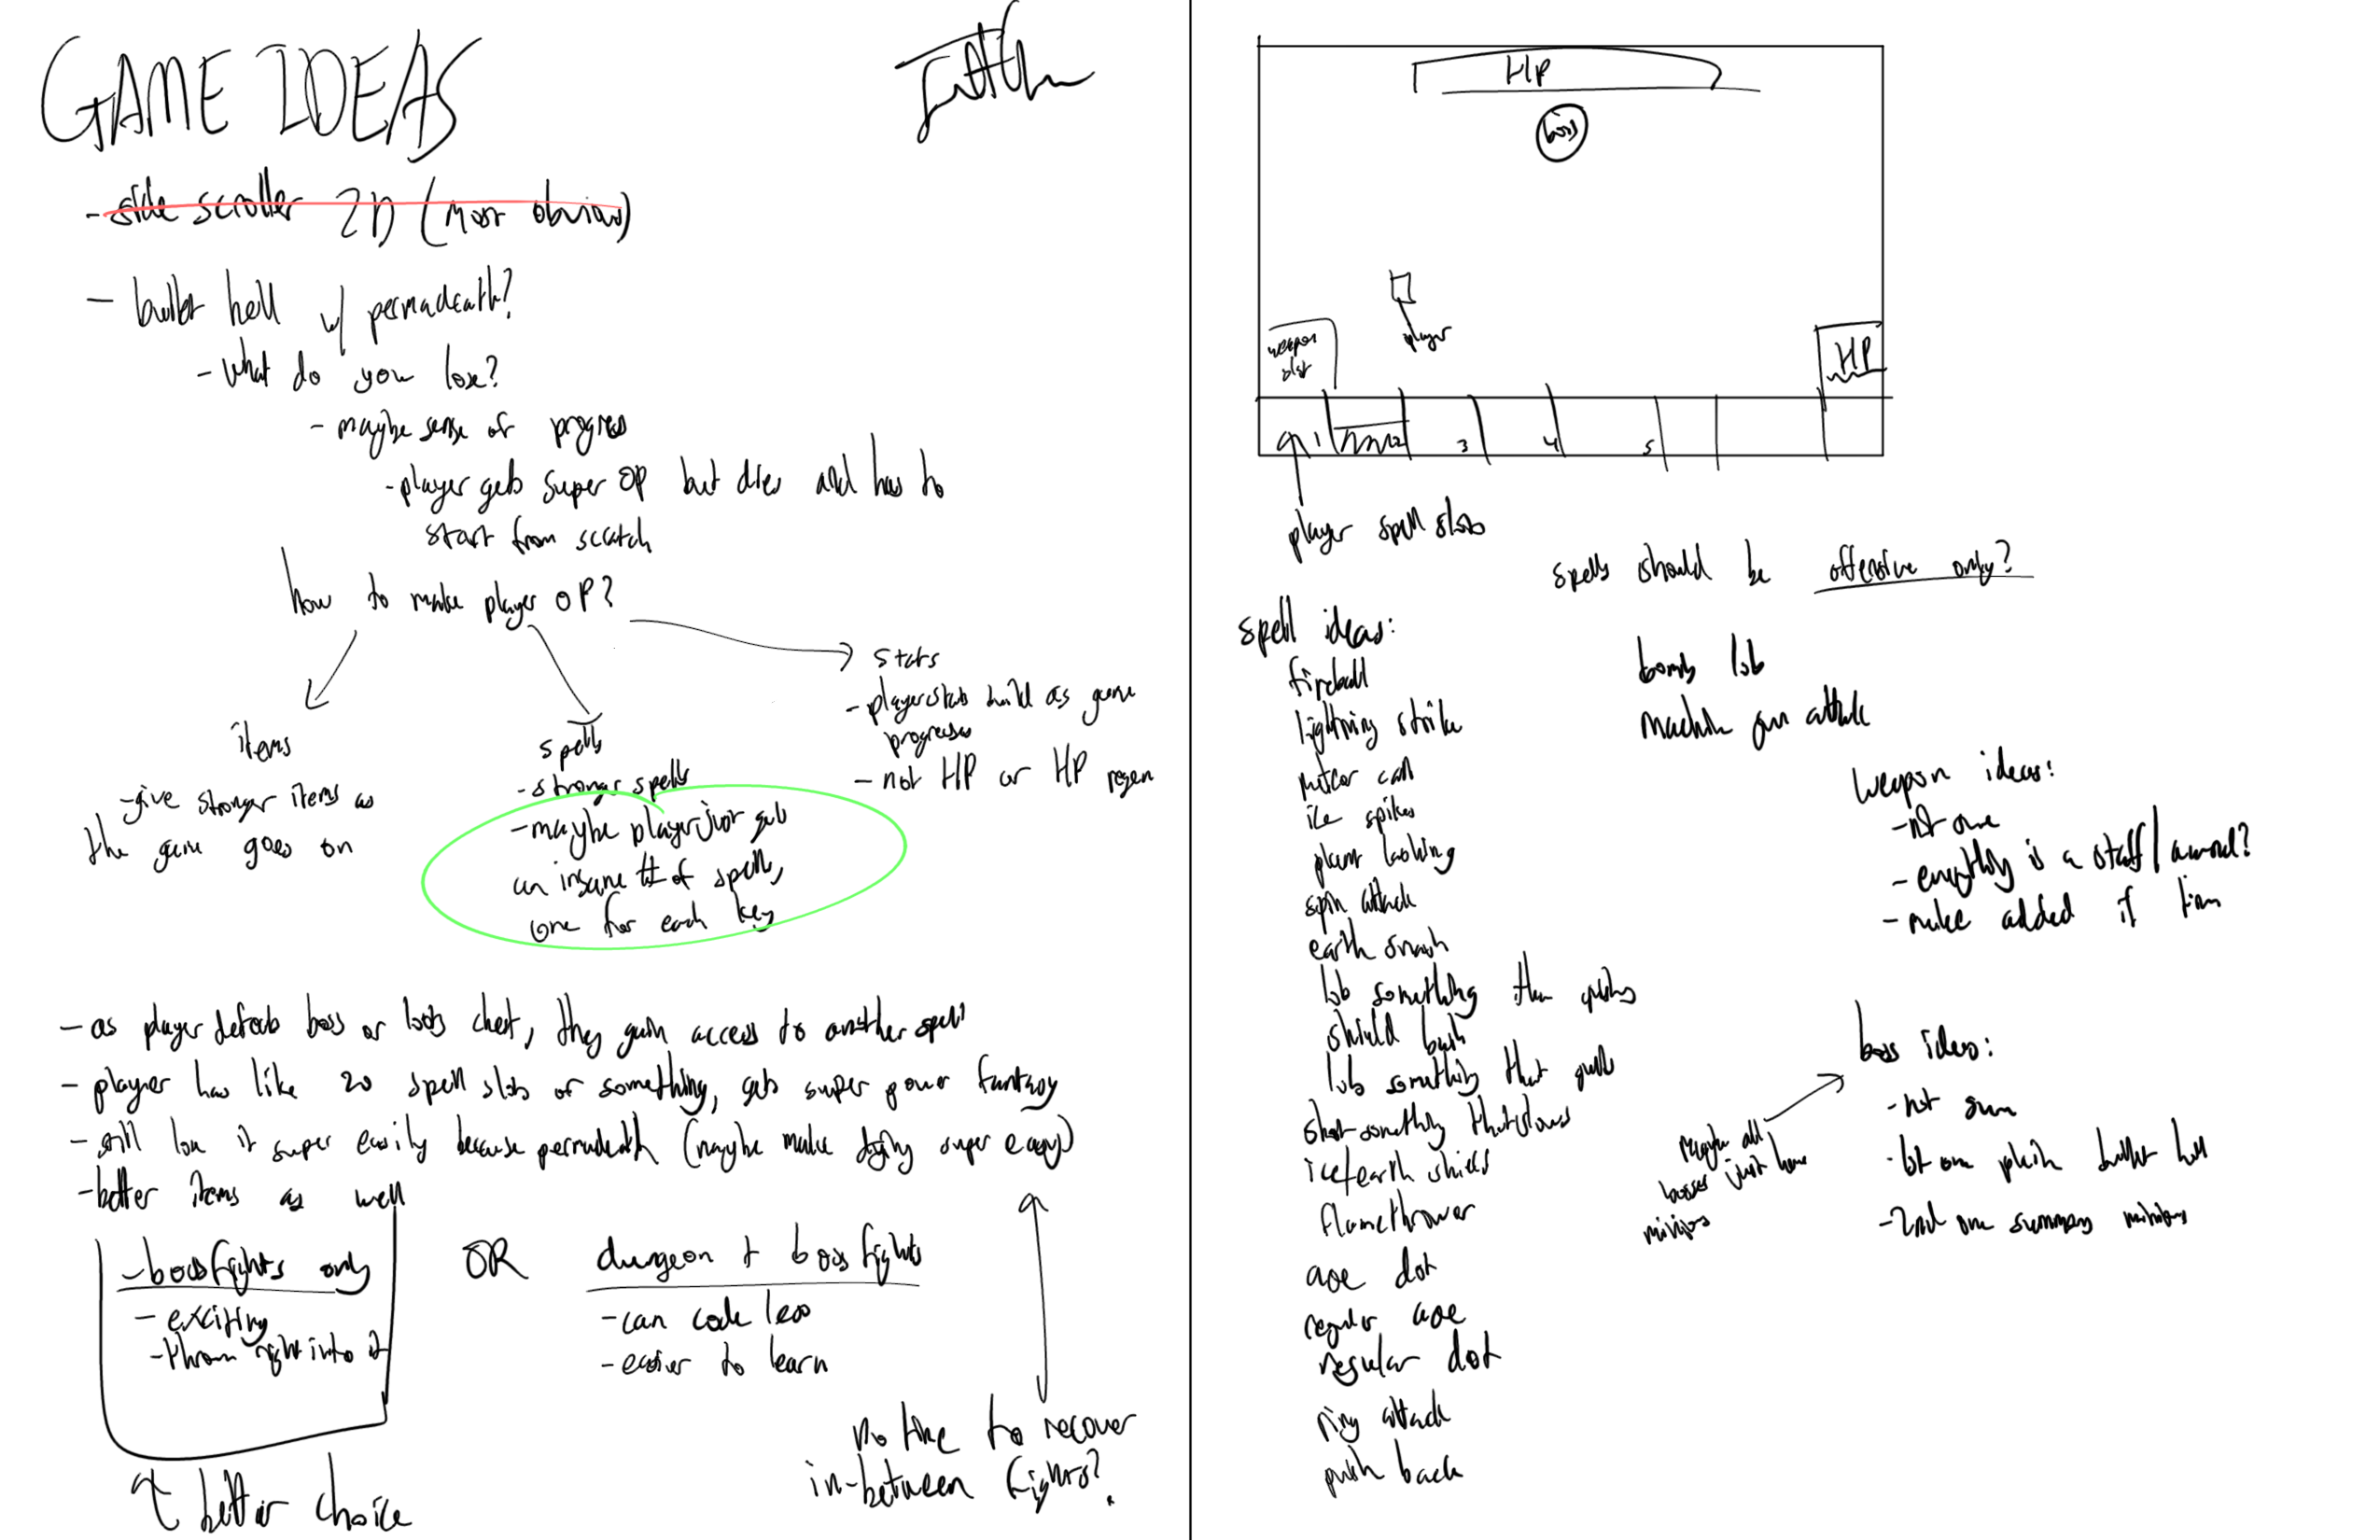 GAME IDEAS
- side scroller 2D (most obvious)
- bullet hell w/ permadeath?
- what do you lose?
- maybe sense of progress
- player gets super OP but dies and has to
start from scratch
how to make player OP?
items
- give stronger items as
the game goes on
spells
- stronger spells
- maybe player just gets
an insane # of spells,
one for each key
stats
- player stats build as game
progresses
- not HP or HP regen
- as player defeats boss or loots chest, they gain access to another spell
- player has like 20 spell slots or something, gets super power fantasy
- still lose it super easily because permadeath (maybe make dying super easy?)
- better items as well
- boss fights only
- exciting
- thrown right into it
OR
dungeon + boss fights
- can code less
- easier to learn
↑ better choice
no time to recover
in-between fights?
HP
boss
player
weapon
slot
HP
1 2 3 4 5
player spell slots
spells should be offensive only?
spell ideas:
fireball
lightning strike
meteor call
ice spikes
plant lashing
spin attack
earth smash
lob something that pushes
shield bash
lob something that pulls
shoot something that slows
ice/earth shield
flamethrower
aoe dot
regular aoe
regular dot
ring attack
push back
bomb lob
machine gun attack
weapon ideas:
- not sure
- everything is a staff/sword?
- make added if time
boss ideas:
- not sure
- 1st one plain bullet hell
- 2nd one summons minions
maybe all
bosses just have
minions